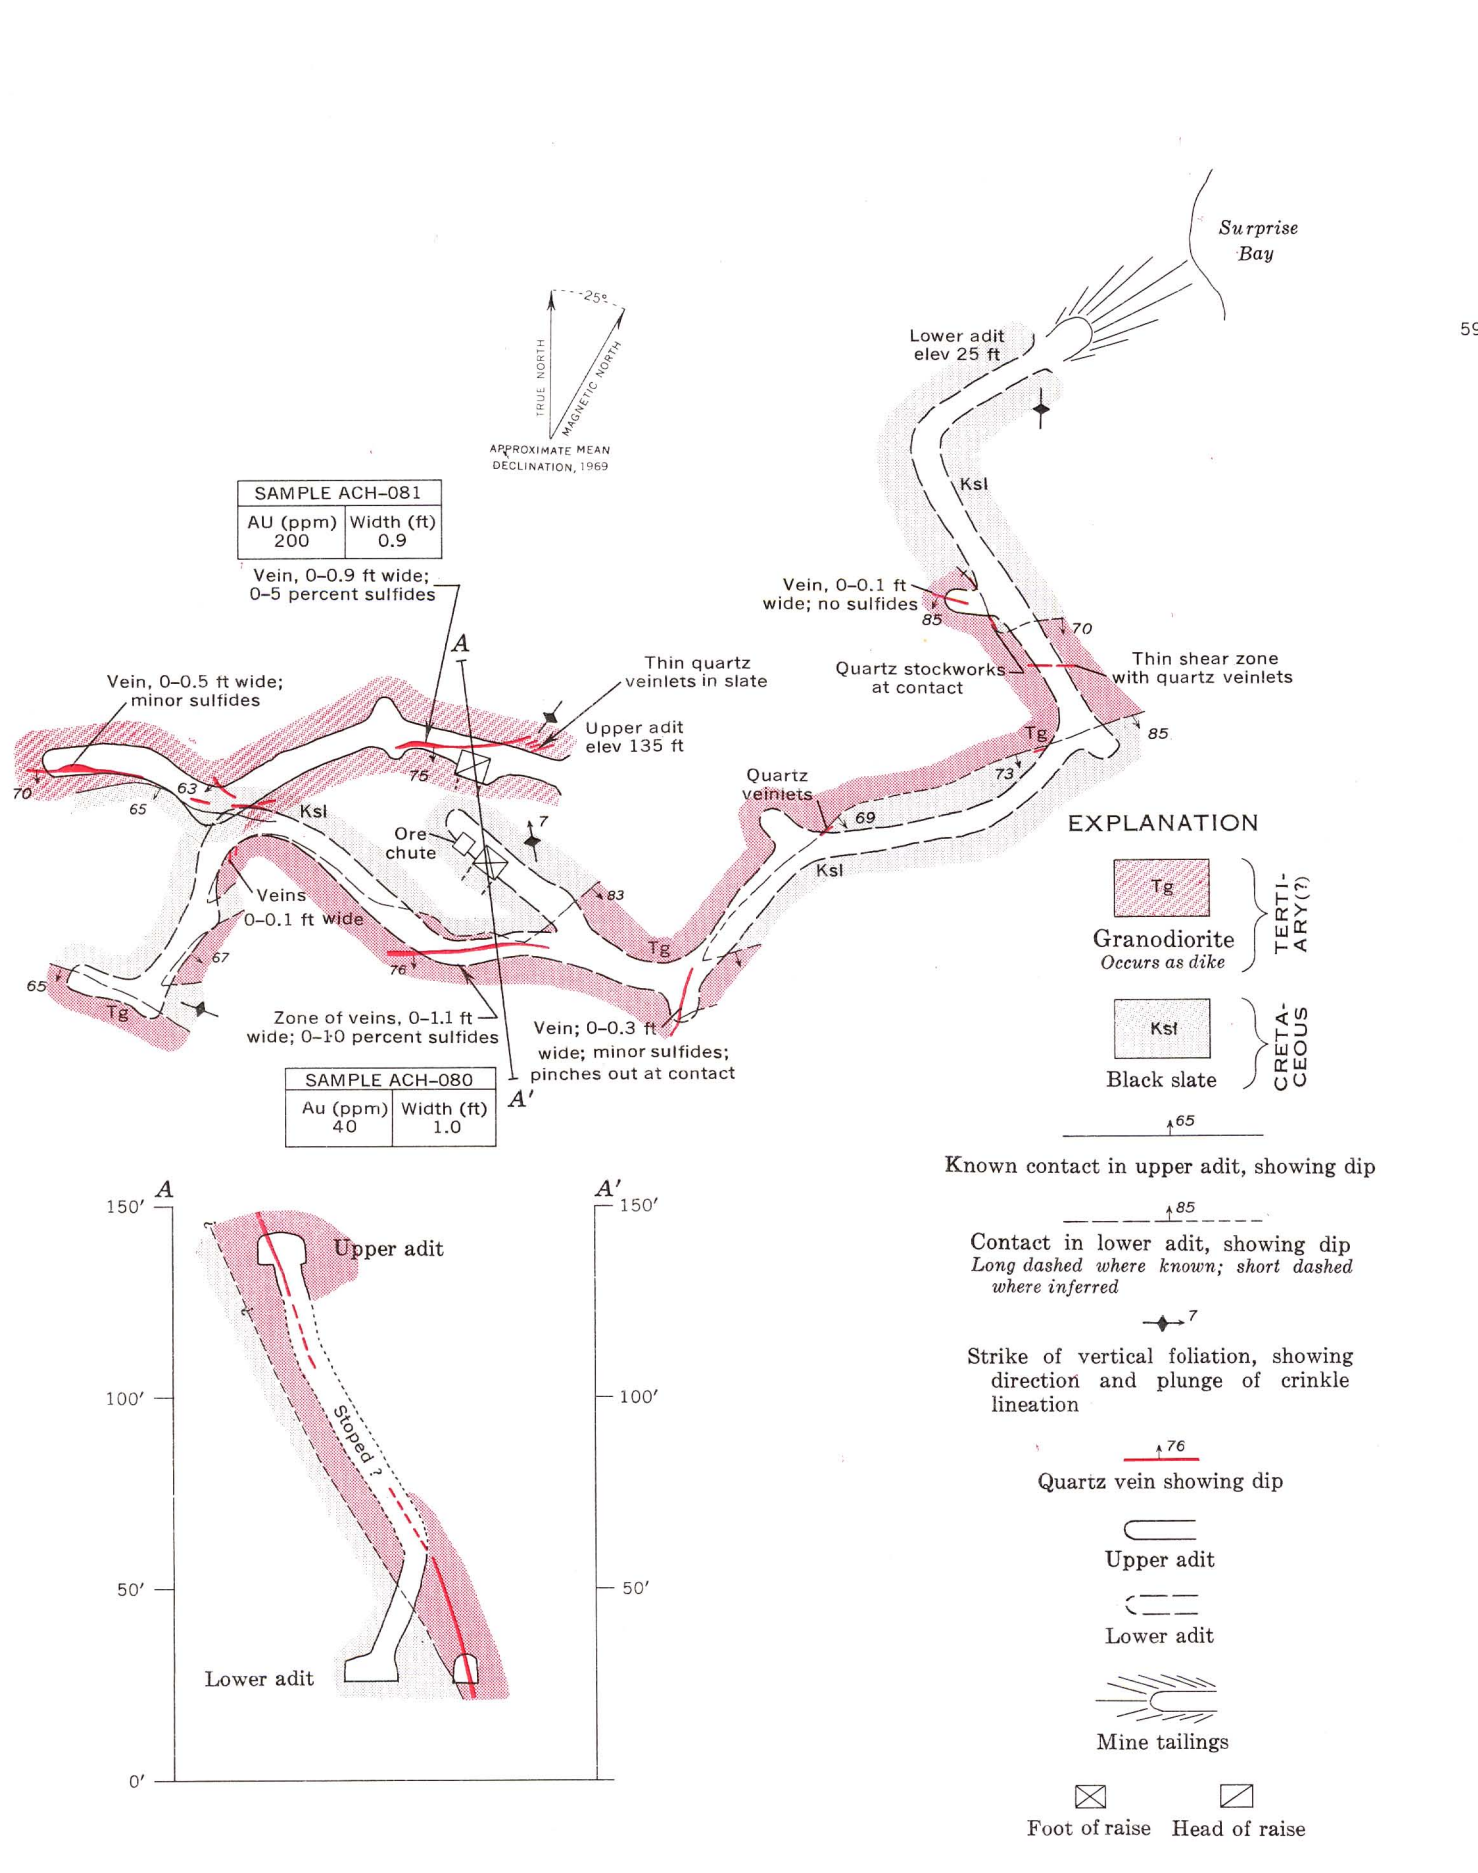 Surprise
Bay
59
Lower adit
elev 25 ft
25°
TRUE NORTH
MAGNETIC NORTH
APPROXIMATE MEAN
DECLINATION, 1969
Ksl
SAMPLE ACH-081
AU (ppm) Width (ft)
200 0.9
Vein, 0-0.9 ft wide;
0-5 percent sulfides
Vein, 0-0.1 ft
wide; no sulfides
85
70
A
Thin quartz
veinlets in slate
Quartz stockworks
at contact
Thin shear zone
with quartz veinlets
Vein, 0-0.5 ft wide;
minor sulfides
Upper adit
elev 135 ft
Tg
85
75
73
70
63
65
Quartz
veinlets
69
Ksl
Ksl
Ore
chute
7
83
Veins
0-0.1 ft wide
Tg
67
76
65
Tg
Zone of veins, 0-1.1 ft
wide; 0-10 percent sulfides
Vein; 0-0.3 ft
wide; minor sulfides;
pinches out at contact
SAMPLE ACH-080
Au (ppm) Width (ft)
40 1.0
A'
EXPLANATION
Tg
Granodiorite
Occurs as dike
TERTI-
ARY(?)
Ksl
Black slate
CRETA-
CEOUS
65
Known contact in upper adit, showing dip
85
Contact in lower adit, showing dip
Long dashed where known; short dashed
where inferred
7
Strike of vertical foliation, showing
direction and plunge of crinkle
lineation
76
Quartz vein showing dip
Upper adit
Lower adit
Mine tailings
Foot of raise Head of raise
A
A'
150'
150'
?
Upper adit
?
100'
100'
Stoped ?
50'
50'
Lower adit
0'